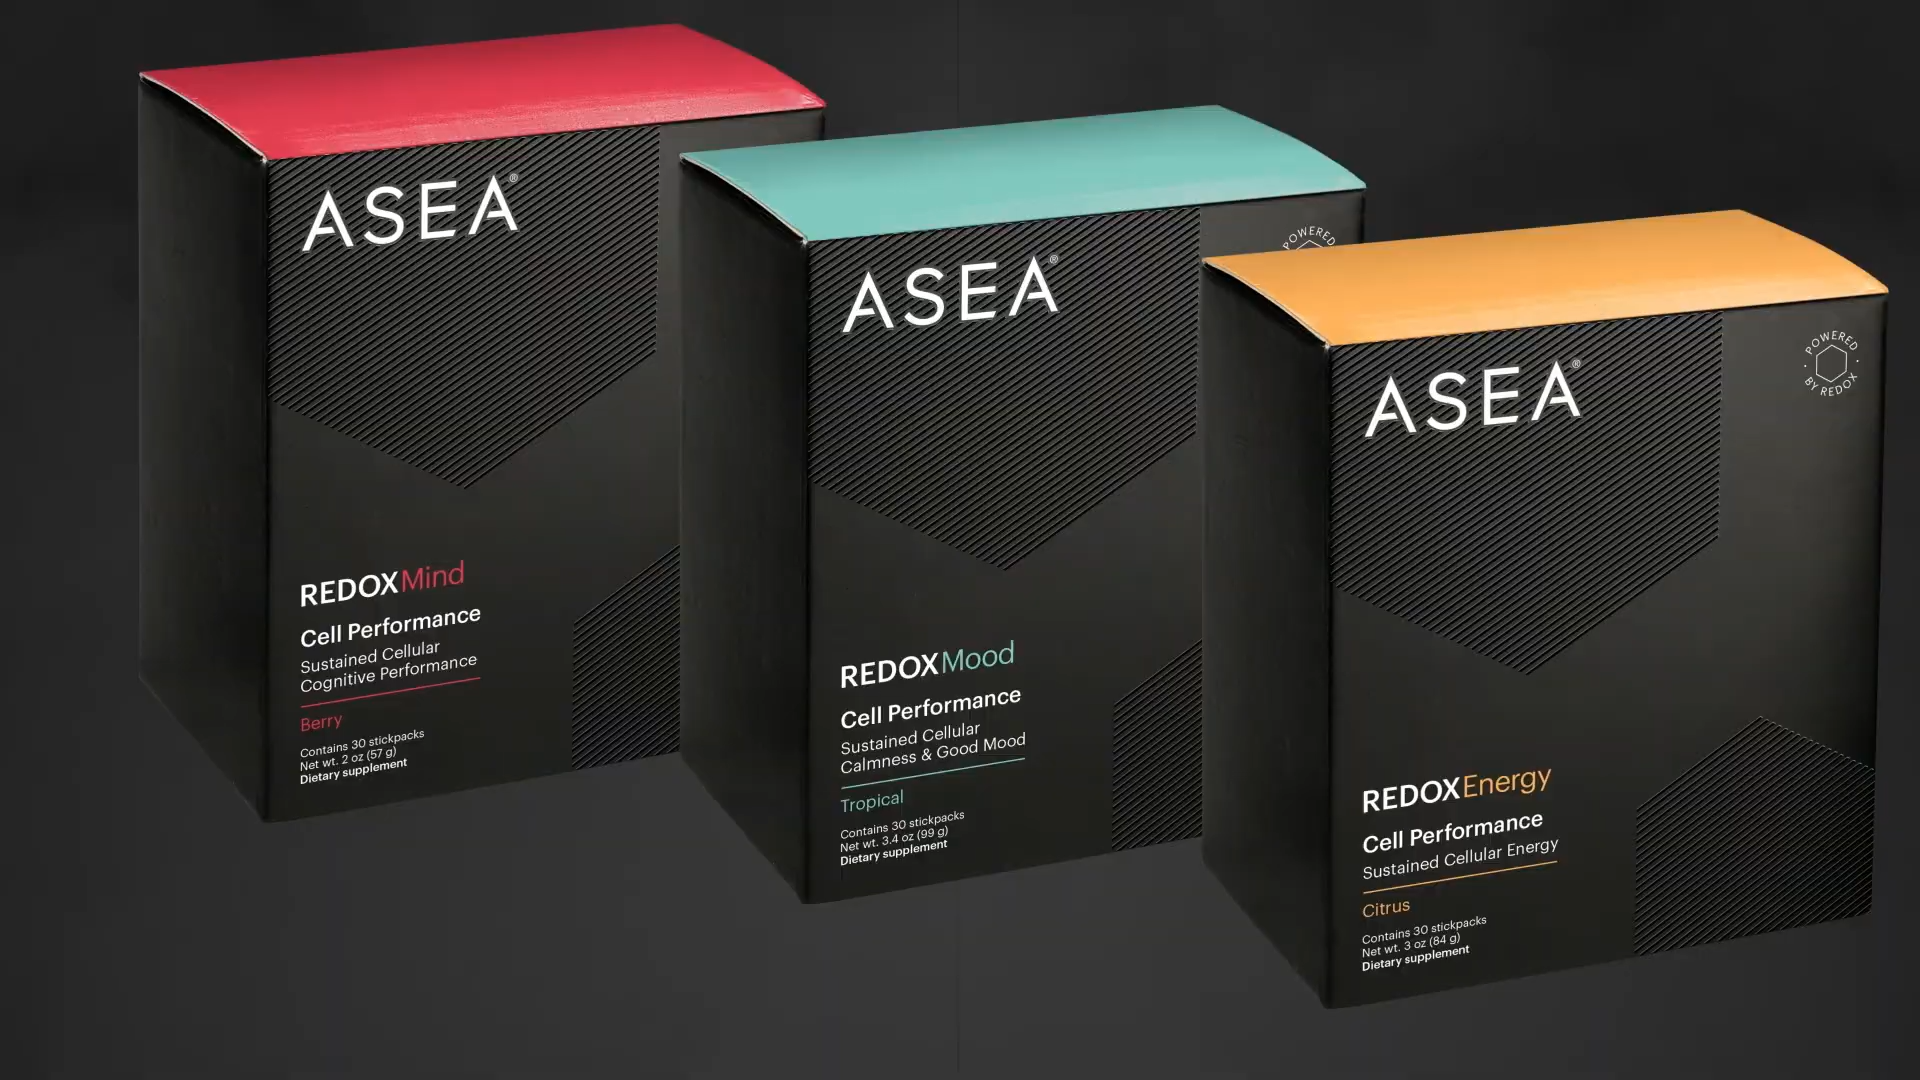 ASEA®
REDOXMind
Cell Performance
Sustained Cellular
Cognitive Performance
Berry
Contains 30 stickpacks
Net wt. 2 oz (57 g)
Dietary supplement
POWERED
ASEA®
REDOXMood
Cell Performance
Sustained Cellular
Calmness & Good Mood
Tropical
Contains 30 stickpacks
Net wt. 3.4 oz (99 g)
Dietary supplement
POWERED
BY REDOX
ASEA®
REDOXEnergy
Cell Performance
Sustained Cellular Energy
Citrus
Contains 30 stickpacks
Net wt. 3 oz (84 g)
Dietary supplement